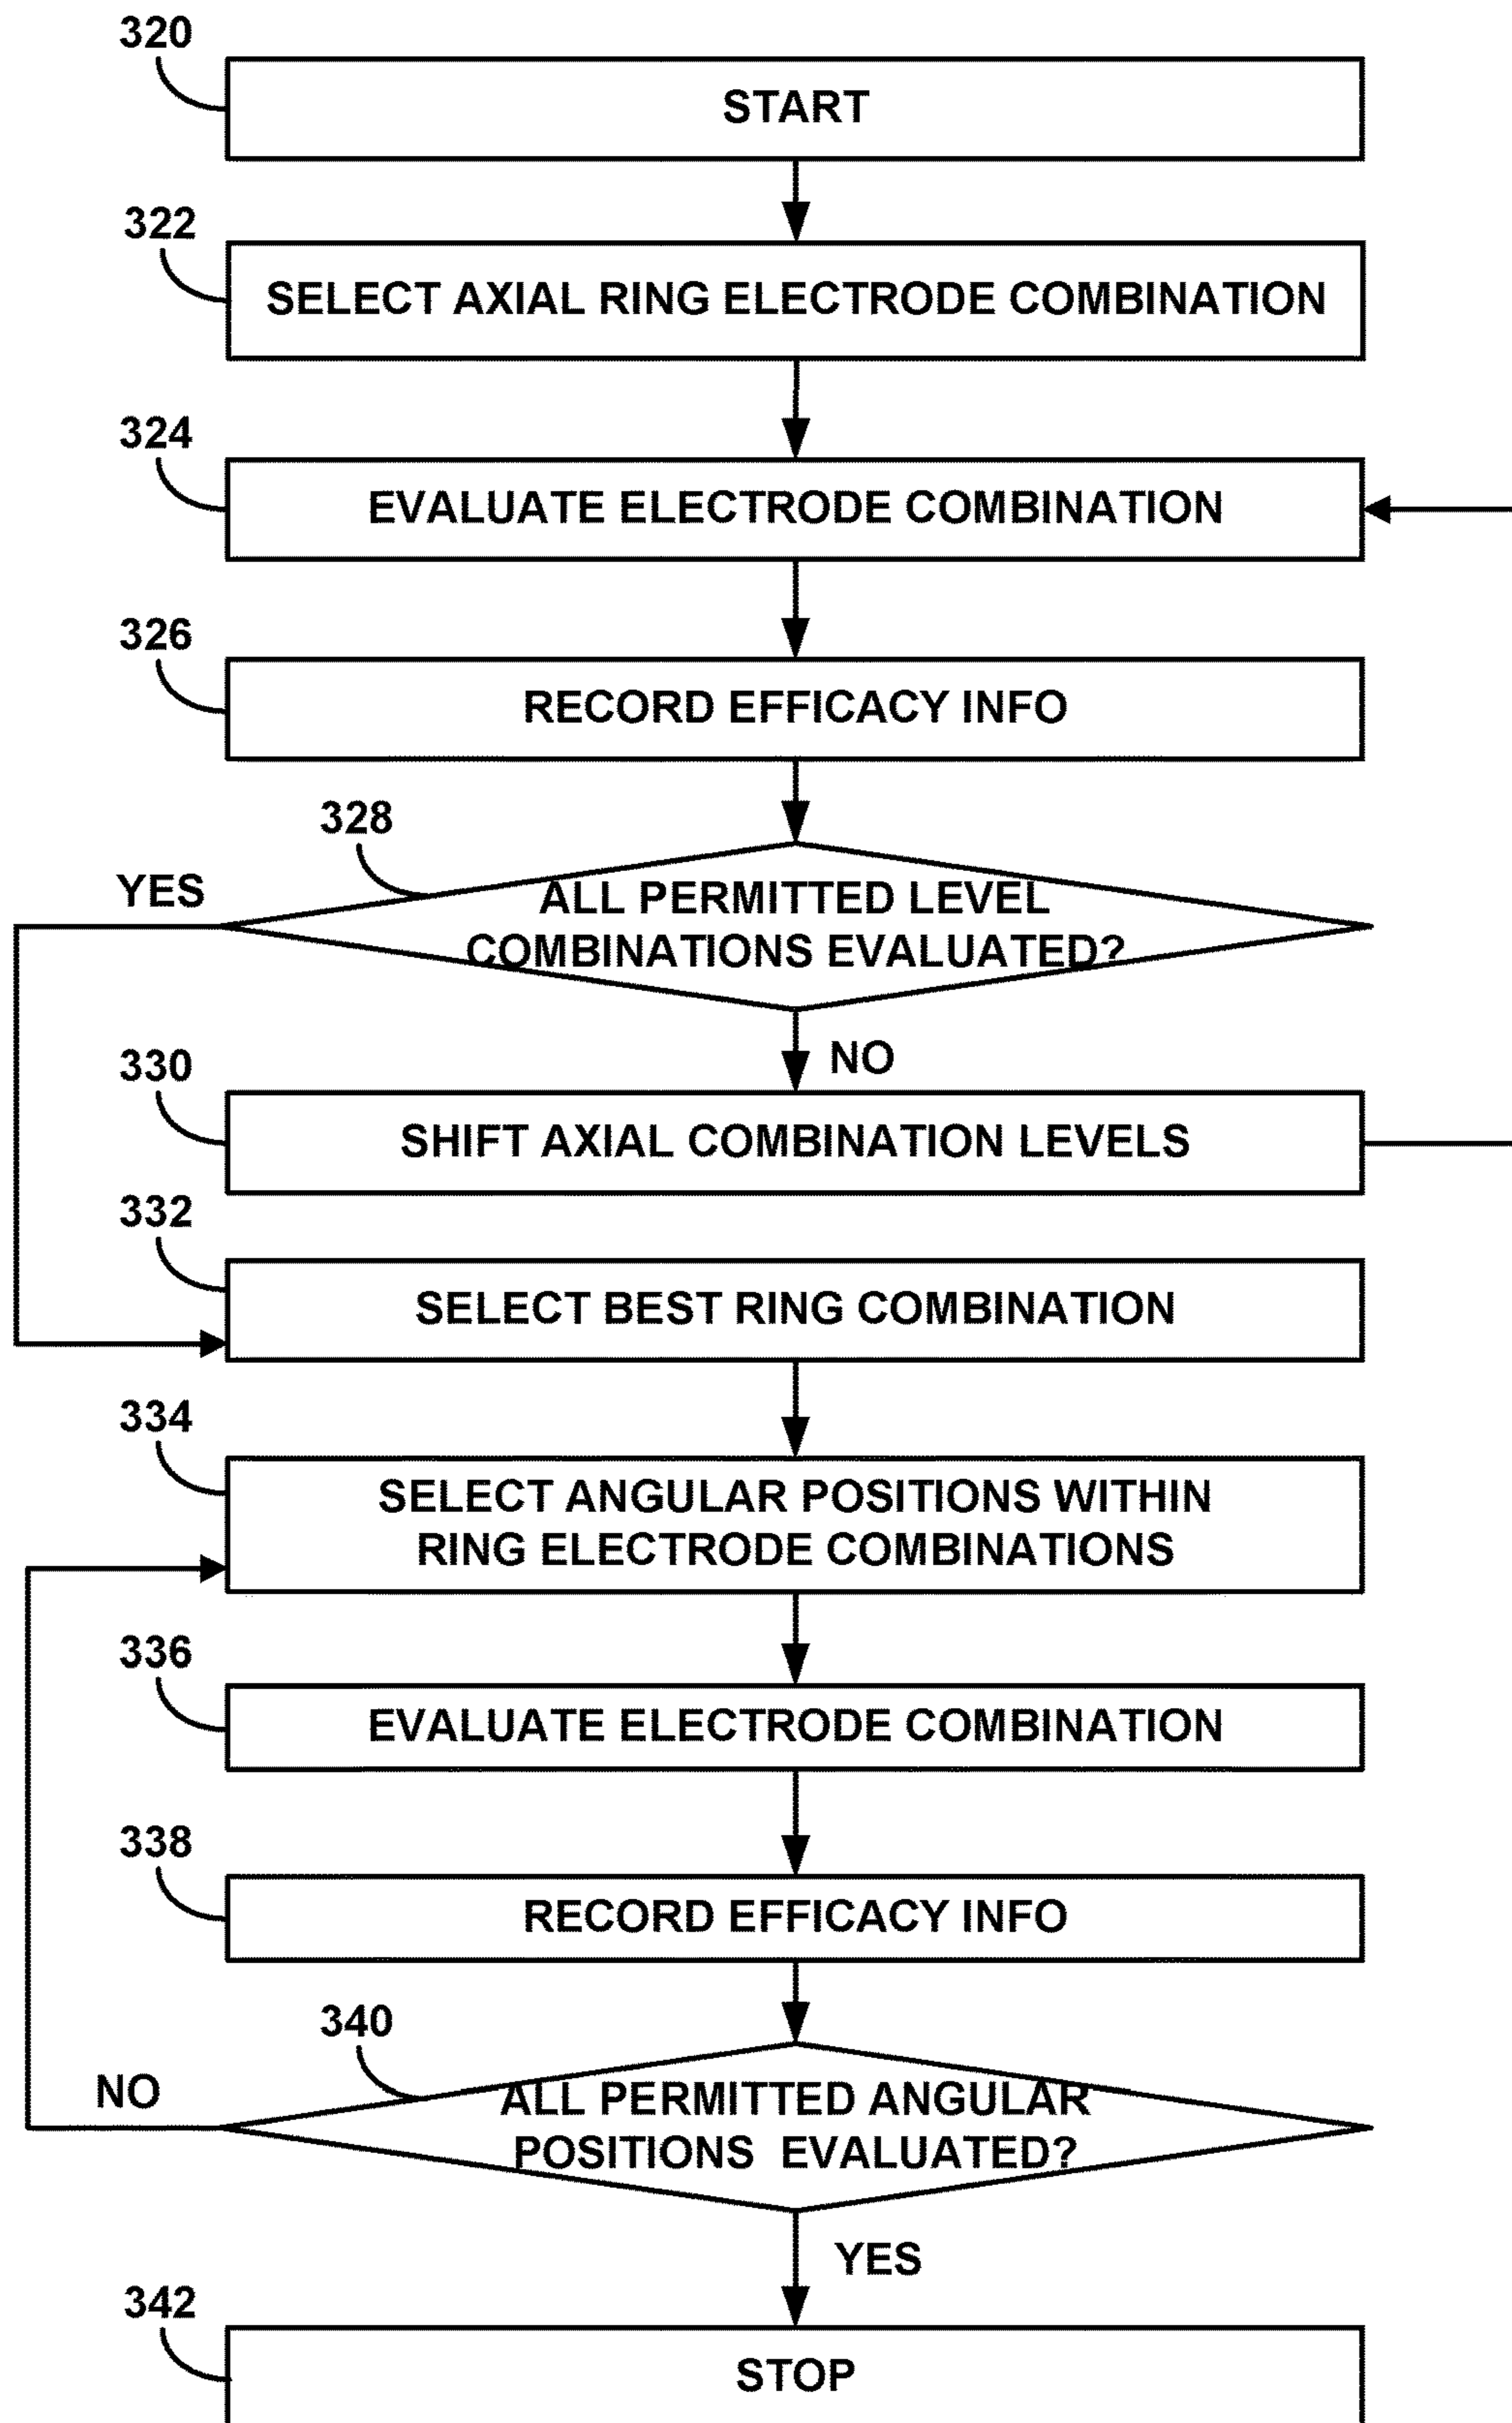 320
START
322
SELECT AXIAL RING ELECTRODE COMBINATION
324
EVALUATE ELECTRODE COMBINATION
326
RECORD EFFICACY INFO
328
YES
ALL PERMITTED LEVEL
COMBINATIONS EVALUATED?
NO
330
SHIFT AXIAL COMBINATION LEVELS
332
SELECT BEST RING COMBINATION
334
SELECT ANGULAR POSITIONS WITHIN
RING ELECTRODE COMBINATIONS
336
EVALUATE ELECTRODE COMBINATION
338
RECORD EFFICACY INFO
340
NO
ALL PERMITTED ANGULAR
POSITIONS EVALUATED?
YES
342
STOP